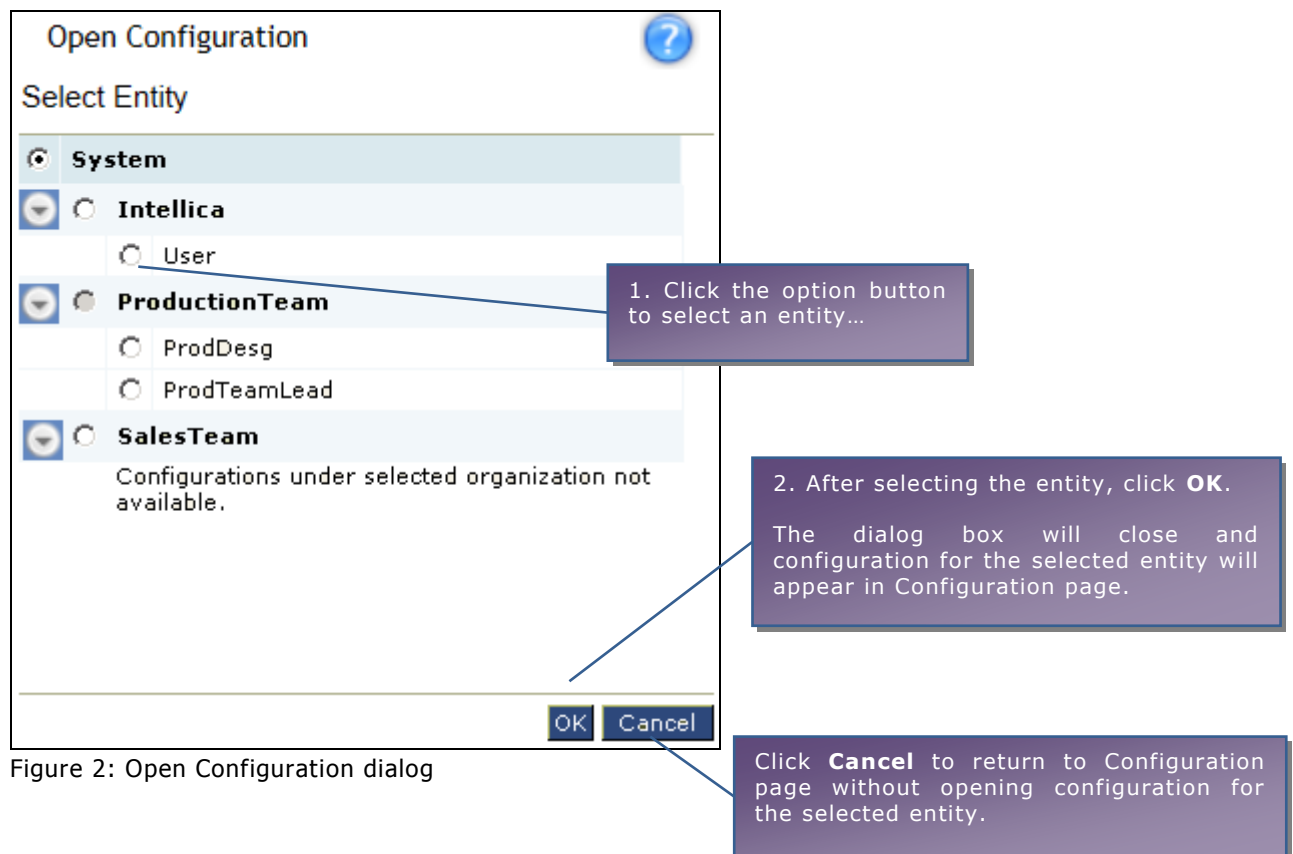 Open Configuration
?
Select Entity
System
Intellica
User
ProductionTeam
ProdDesg
ProdTeamLead
SalesTeam
Configurations under selected organization not
available.
OK Cancel
1. Click the option button
to select an entity…
2. After selecting the entity, click OK.
The dialog box will close and
configuration for the selected entity will
appear in Configuration page.
Click Cancel to return to Configuration
page without opening configuration for
the selected entity.
Figure 2: Open Configuration dialog